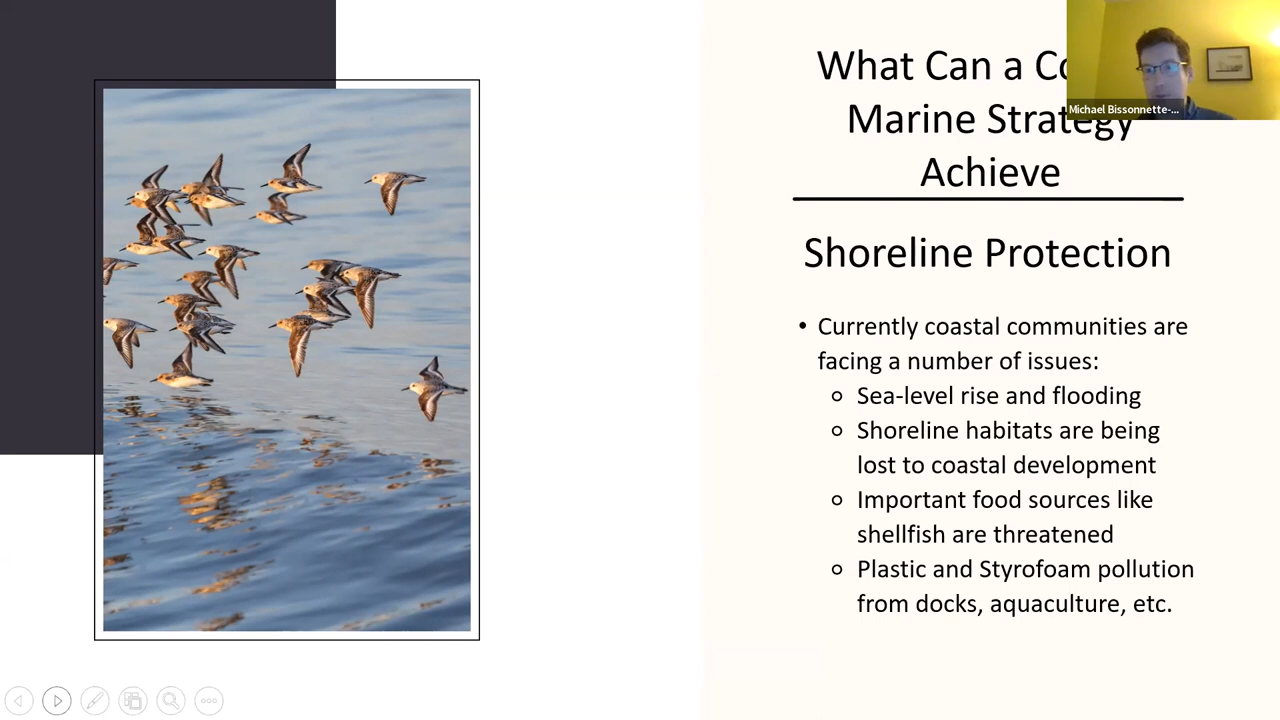 What Can a Co
Marine Strategy
Achieve
Michael Bissonnette-...
Shoreline Protection
• Currently coastal communities are
facing a number of issues:
○ Sea-level rise and flooding
○ Shoreline habitats are being
lost to coastal development
○ Important food sources like
shellfish are threatened
○ Plastic and Styrofoam pollution
from docks, aquaculture, etc.